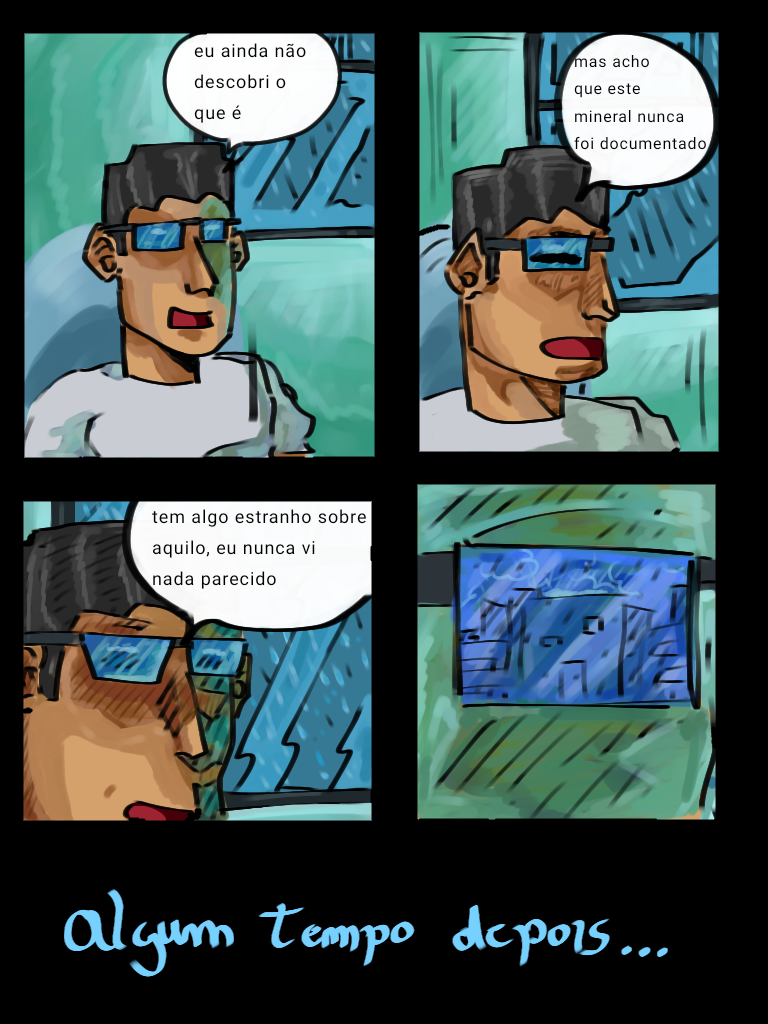 eu ainda não
descobri o
que é
mas acho
que este
mineral nunca
foi documentado
tem algo estranho sobre
aquilo, eu nunca vi
nada parecido
algum tempo depois...